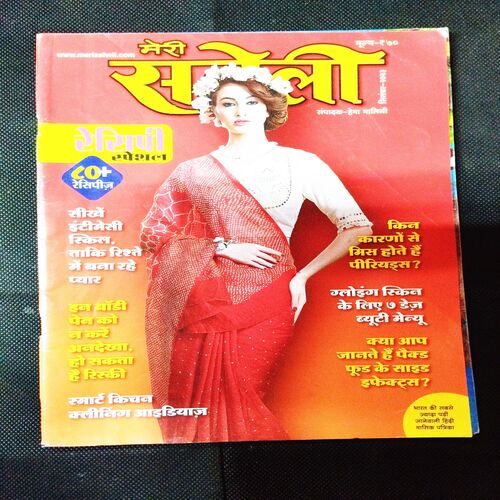 मेरी
www.merisaheli.com
मूल्य-₹ ७०
सहेली
संपादक-हेमा मालिनी
रेसिपी
स्पेशल
८०+
रेसिपीज़
सीखें
इंटीमेसी
स्किल,
ताकि रिश्ते
में बना रहे
प्यार
इन बॉडी
पेन को
न करें
अनदेखा,
हो सकता
है रिस्की
स्मार्ट किचन
क्लीनिंग आइडियाज़
किन
कारणों से
मिस होते हैं
पीरियड्स?
ग्लोइंग स्किन
के लिए ७ डेज़
ब्यूटी मेन्यू
क्या आप
जानते हैं पैक्ड
फूड के साइड
इफेक्ट्स?
भारत की सबसे
ज़्यादा पढ़ी
जानेवाली हिंदी
मासिक पत्रिका